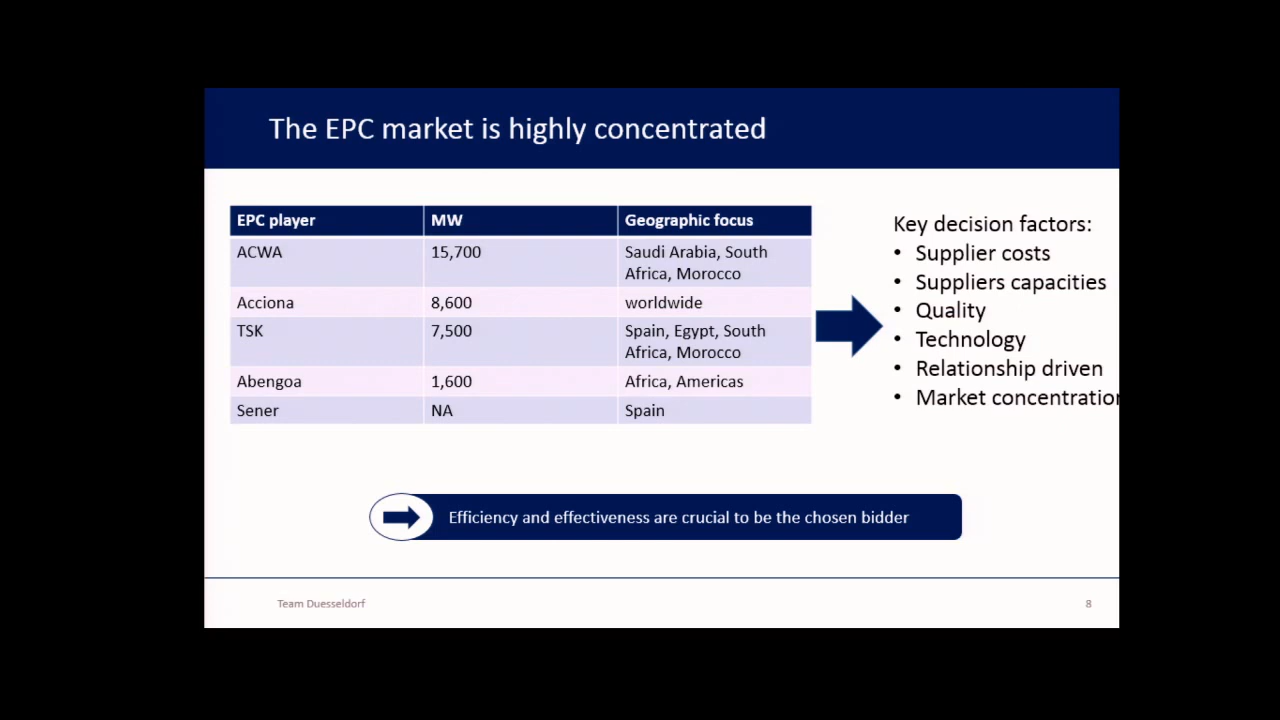 The EPC market is highly concentrated
EPC player MW Geographic focus
ACWA 15,700 Saudi Arabia, South
Africa, Morocco
Acciona 8,600 worldwide
TSK 7,500 Spain, Egypt, South
Africa, Morocco
Abengoa 1,600 Africa, Americas
Sener NA Spain
Key decision factors:
• Supplier costs
• Suppliers capacities
• Quality
• Technology
• Relationship driven
• Market concentration
Efficiency and effectiveness are crucial to be the chosen bidder
Team Duesseldorf 8